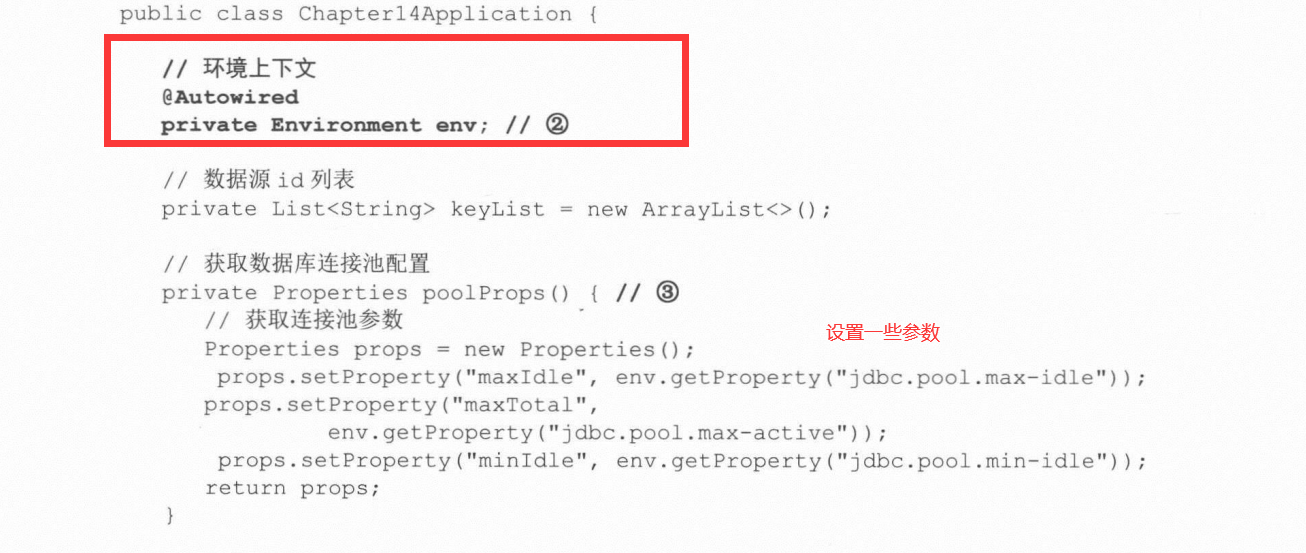 public class Chapter14Application {
// 环境上下文
@Autowired
private Environment env; // ②
// 数据源 id 列表
private List<String> keyList = new ArrayList<>();
// 获取数据库连接池配置
private Properties poolProps() { // ③
// 获取连接池参数
设置一些参数
Properties props = new Properties();
props.setProperty("maxIdle", env.getProperty("jdbc.pool.max-idle"));
props.setProperty("maxTotal",
env.getProperty("jdbc.pool.max-active"));
props.setProperty("minIdle", env.getProperty("jdbc.pool.min-idle"));
return props;
}